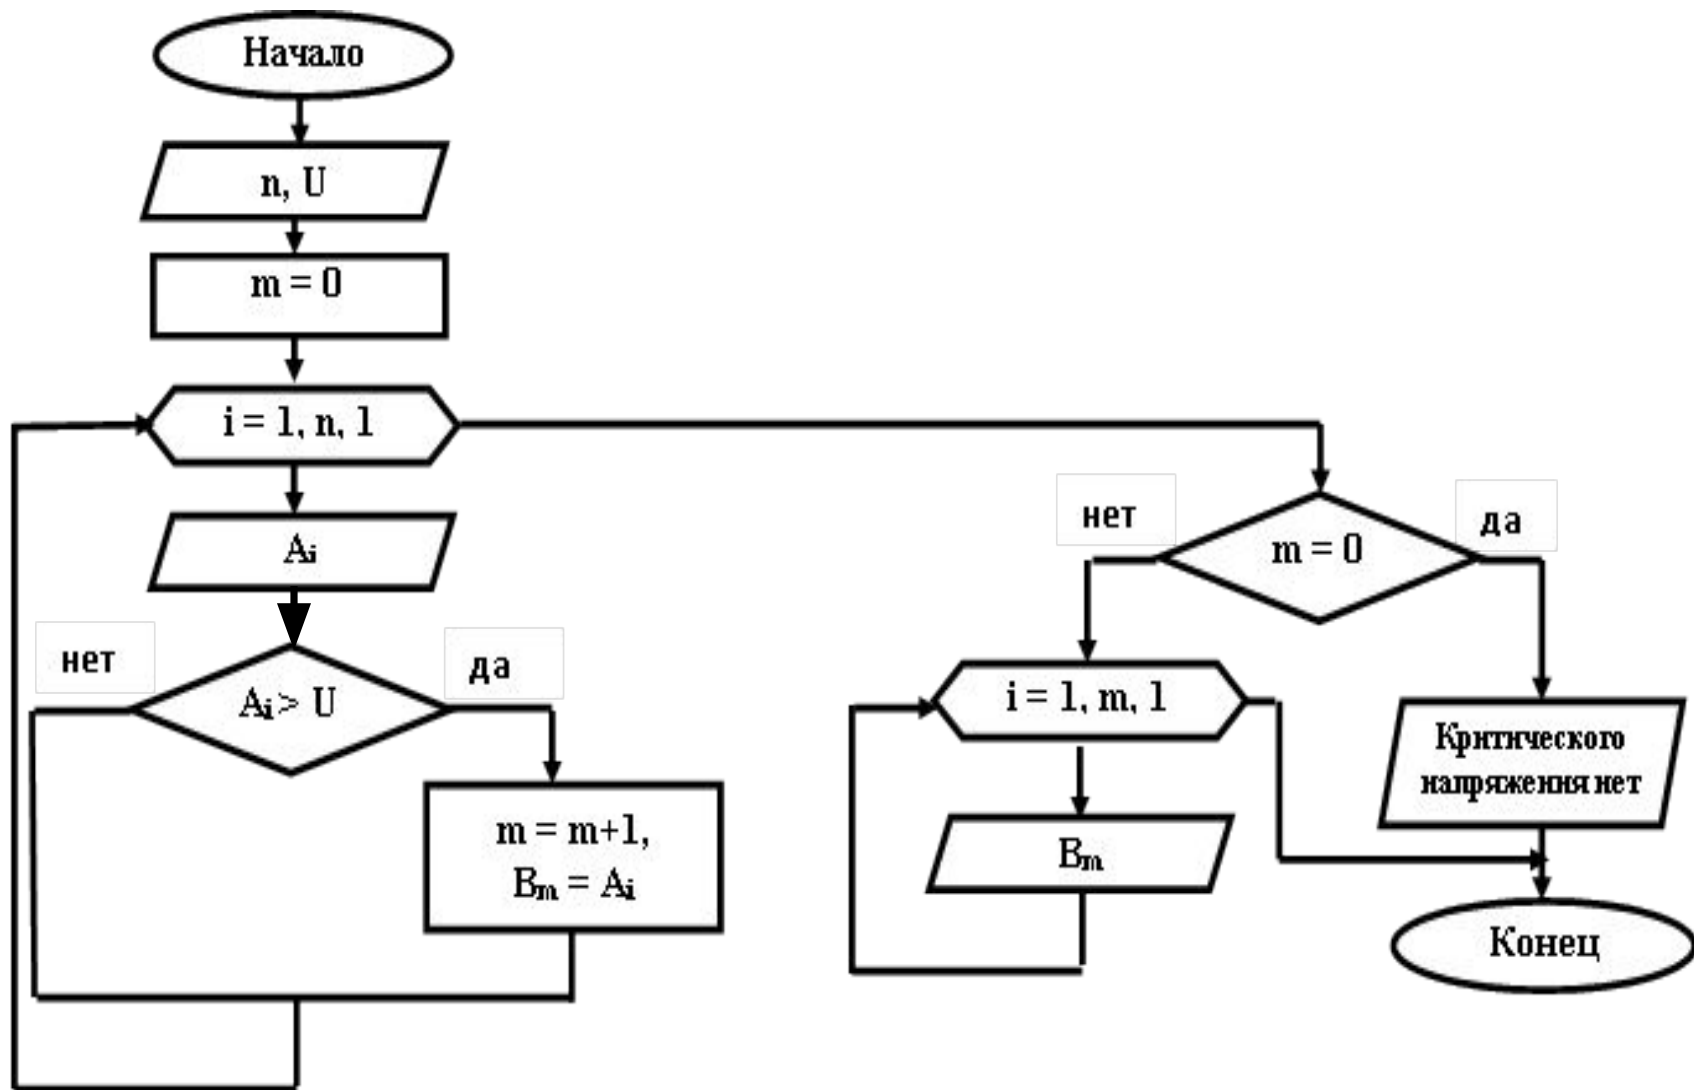 Начало
n, U
m = 0
i = 1, n, 1
Ai
нет
да
Ai > U
m = m+1,
Bm = Ai
нет
да
m = 0
i = 1, m, 1
Bm
Критического
напряжения нет
Конец